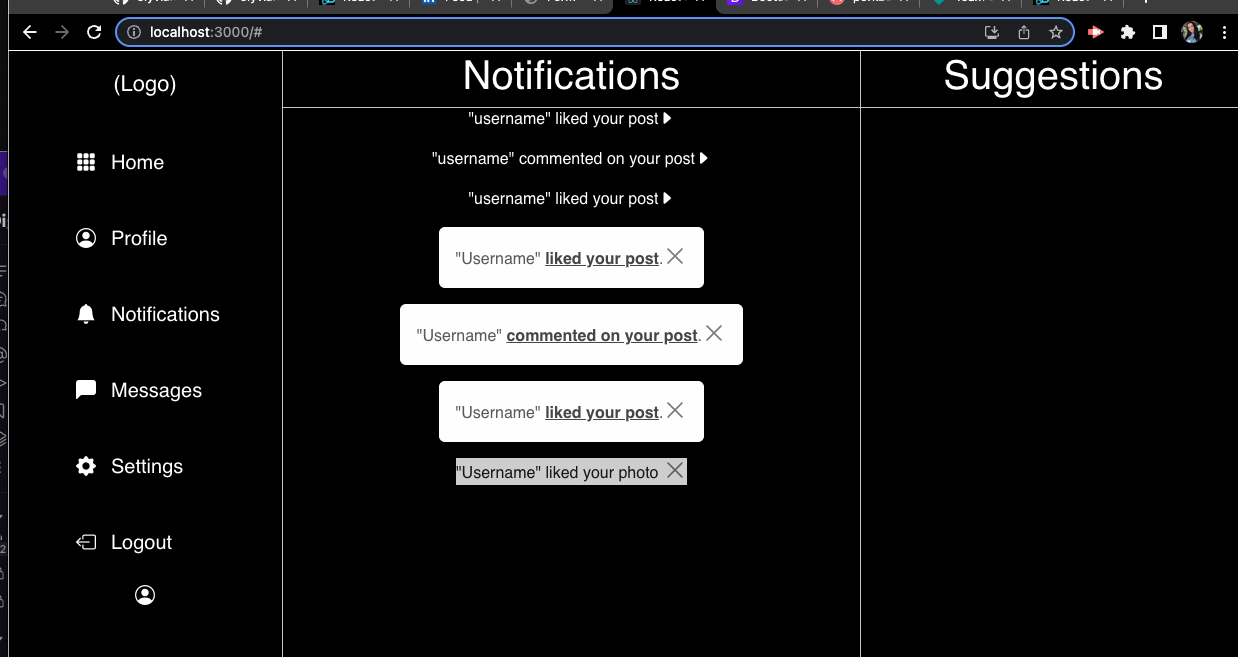 localhost:3000/#
(Logo)
Home
Profile
Notifications
Messages
Settings
Logout
Notifications
"username" liked your post
"username" commented on your post
"username" liked your post
"Username" liked your post.
"Username" commented on your post.
"Username" liked your post.
"Username" liked your photo
Suggestions